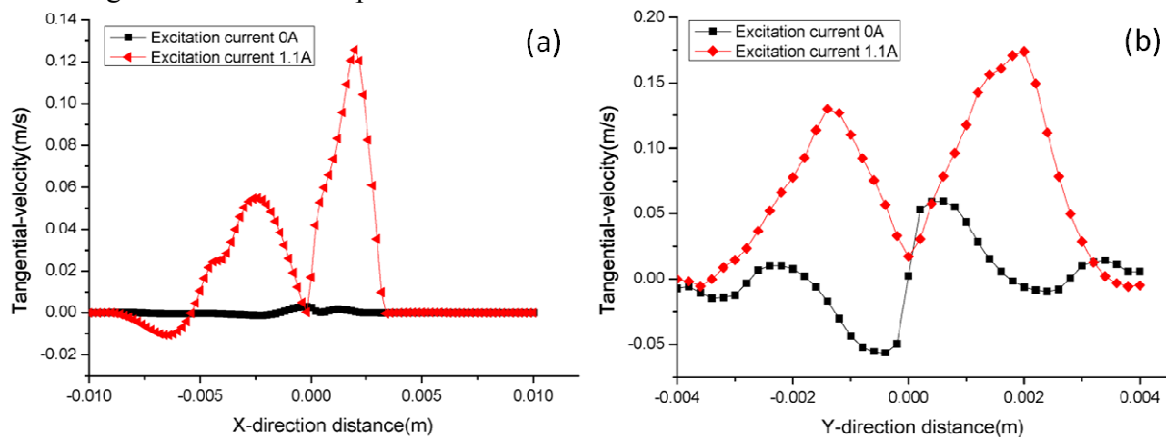 0.14
0.12
0.10
0.08
0.06
0.04
0.02
0.00
-0.02
Tangential-velocity(m/s)
Excitation current 0A
Excitation current 1.1A
(a)
-0.010
-0.005
0.000
0.005
0.010
X-direction distance(m)
0.20
0.15
0.10
0.05
0.00
-0.05
Tangential-velocity(m/s)
Excitation current 0A
Excitation current 1.1A
(b)
-0.004
-0.002
0.000
0.002
0.004
Y-direction distance(m)